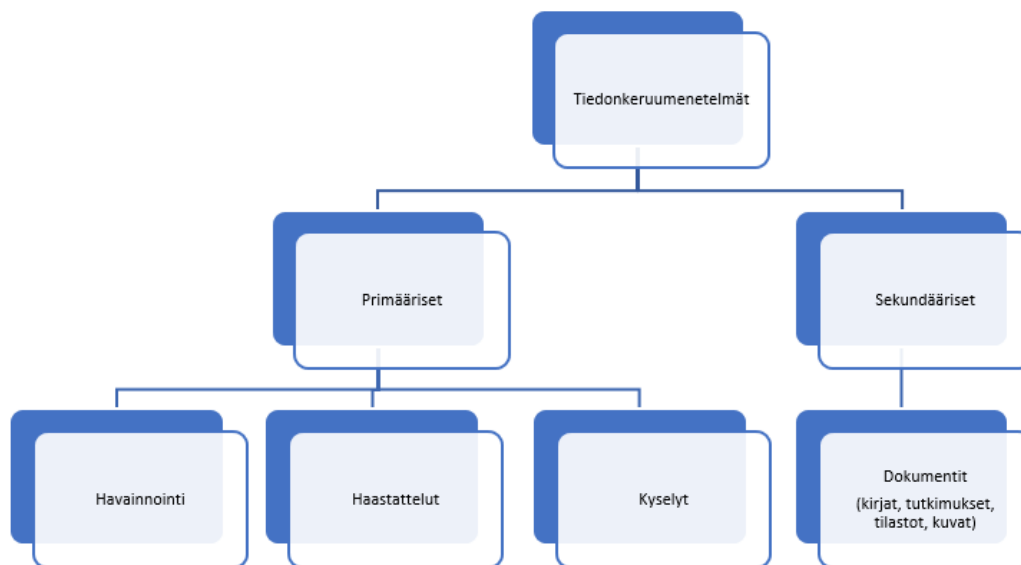 Tiedonkeruumenetelmät
Primääriset
Sekundääriset
Havainnointi
Haastattelut
Kyselyt
Dokumentit
(kirjat, tutkimukset,
tilastot, kuvat)